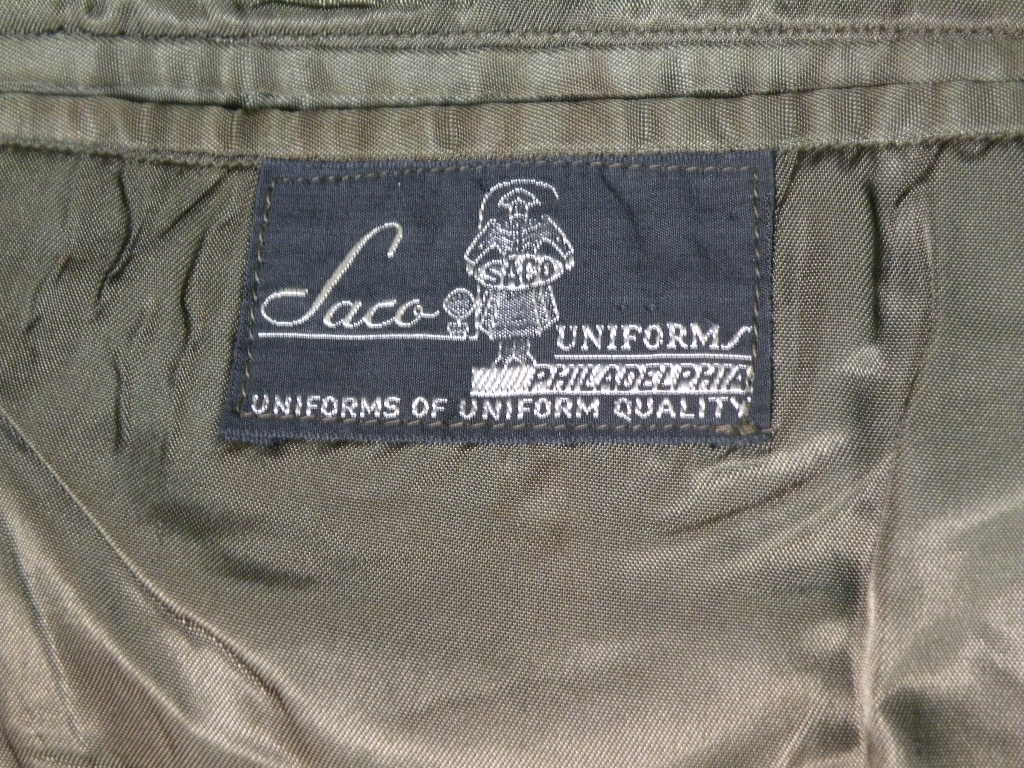 SACO
Saco
UNIFORMS
PHILADELPHIA
UNIFORMS OF UNIFORM QUALITY